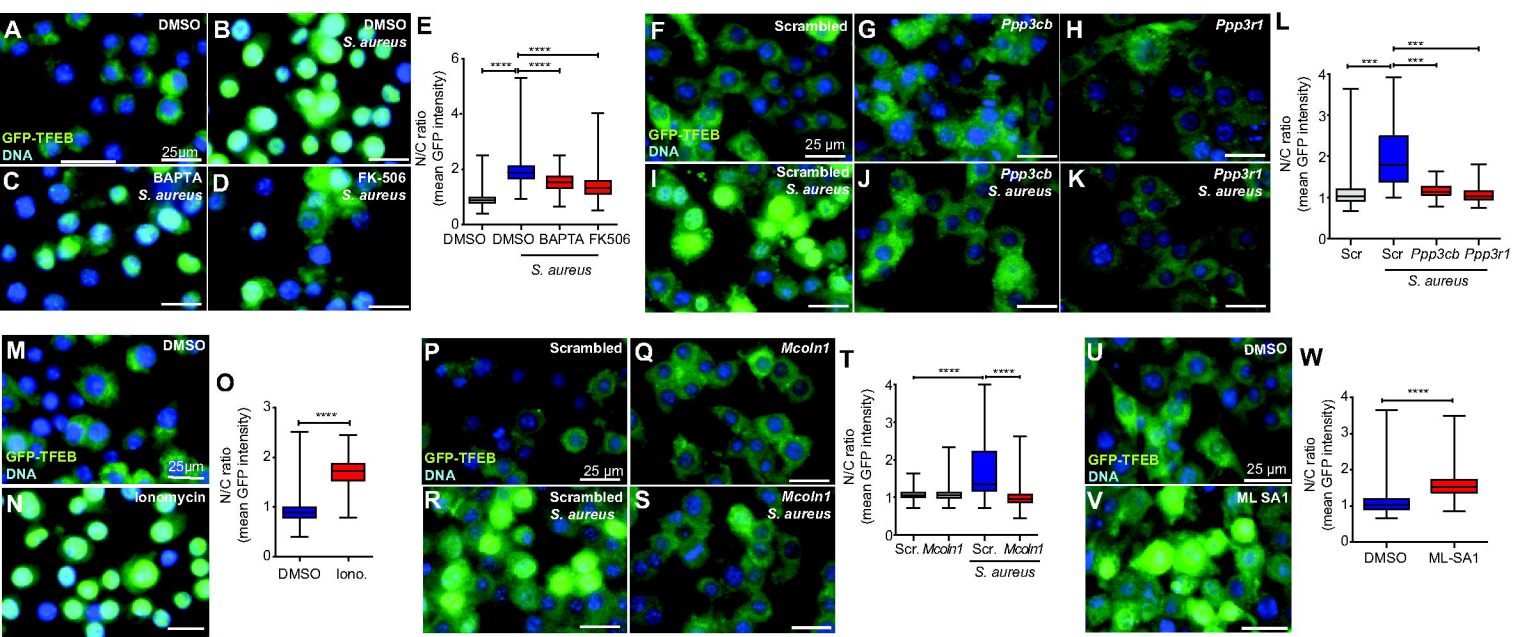 A
DMSO
GFP-TFEB
DNA
25µm
B
DMSO
S. aureus
C
BAPTA
S. aureus
D
FK-506
S. aureus
E
N/C ratio
(mean GFP intensity)
6
4
2
0
****
****
****
DMSO DMSO BAPTA FK506
S. aureus
F
Scrambled
GFP-TFEB
DNA
25 µm
G
Ppp3cb
H
Ppp3r1
I
Scrambled
S. aureus
J
Ppp3cb
S. aureus
K
Ppp3r1
S. aureus
L
N/C ratio
(mean GFP intensity)
4
3
2
1
0
***
***
***
Scr Scr Ppp3cb Ppp3r1
S. aureus
M
DMSO
GFP-TFEB
DNA
25µm
N
Ionomycin
O
N/C ratio
(mean GFP intensity)
3
2
1
0
****
DMSO Iono.
P
Scrambled
GFP-TFEB
DNA
25 µm
Q
Mcoln1
R
Scrambled
S. aureus
S
Mcoln1
S. aureus
T
N/C ratio
(mean GFP intensity)
4
3
2
1
0
****
****
Scr. Mcoln1 Scr. Mcoln1
S. aureus
U
DMSO
GFP-TFEB
DNA
25 µm
V
ML SA1
W
N/C ratio
(mean GFP intensity)
4
3
2
1
0
****
DMSO ML-SA1